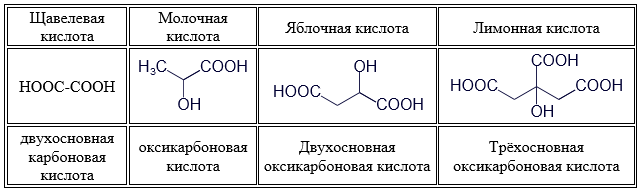 Щавелевая кислота
Молочная кислота
Яблочная кислота
Лимонная кислота
HOOC-COOH
H₃C COOH
OH
OH
HOOC COOH
COOH
HOOC COOH
OH
двухосновная карбоновая кислота
оксикарбоновая кислота
Двухосновная оксикарбоновая кислота
Трёхосновная оксикарбоновая кислота